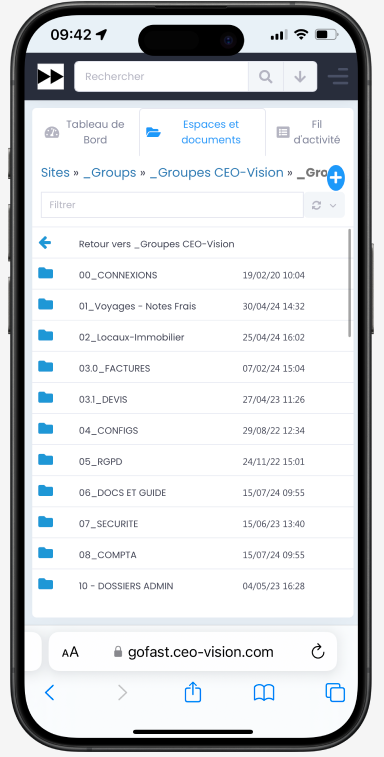 09:42
Rechercher
Tableau de Bord
Espaces et documents
Fil d'activité
Sites » _Groups » _Groupes CEO-Vision » _Gro
Filtrer
Retour vers _Groupes CEO-Vision
00_CONNEXIONS 19/02/20 10:04
01_Voyages - Notes Frais 30/04/24 14:32
02_Locaux-Immobilier 25/04/24 16:02
03.0_FACTURES 07/02/24 15:04
03.1_DEVIS 27/04/23 11:26
04_CONFIGS 29/08/22 12:34
05_RGPD 24/11/22 15:01
06_DOCS ET GUIDE 15/07/24 09:55
07_SECURITE 15/06/23 13:40
08_COMPTA 15/07/24 09:55
10 - DOSSIERS ADMIN 04/05/23 16:28
AA gofast.ceo-vision.com